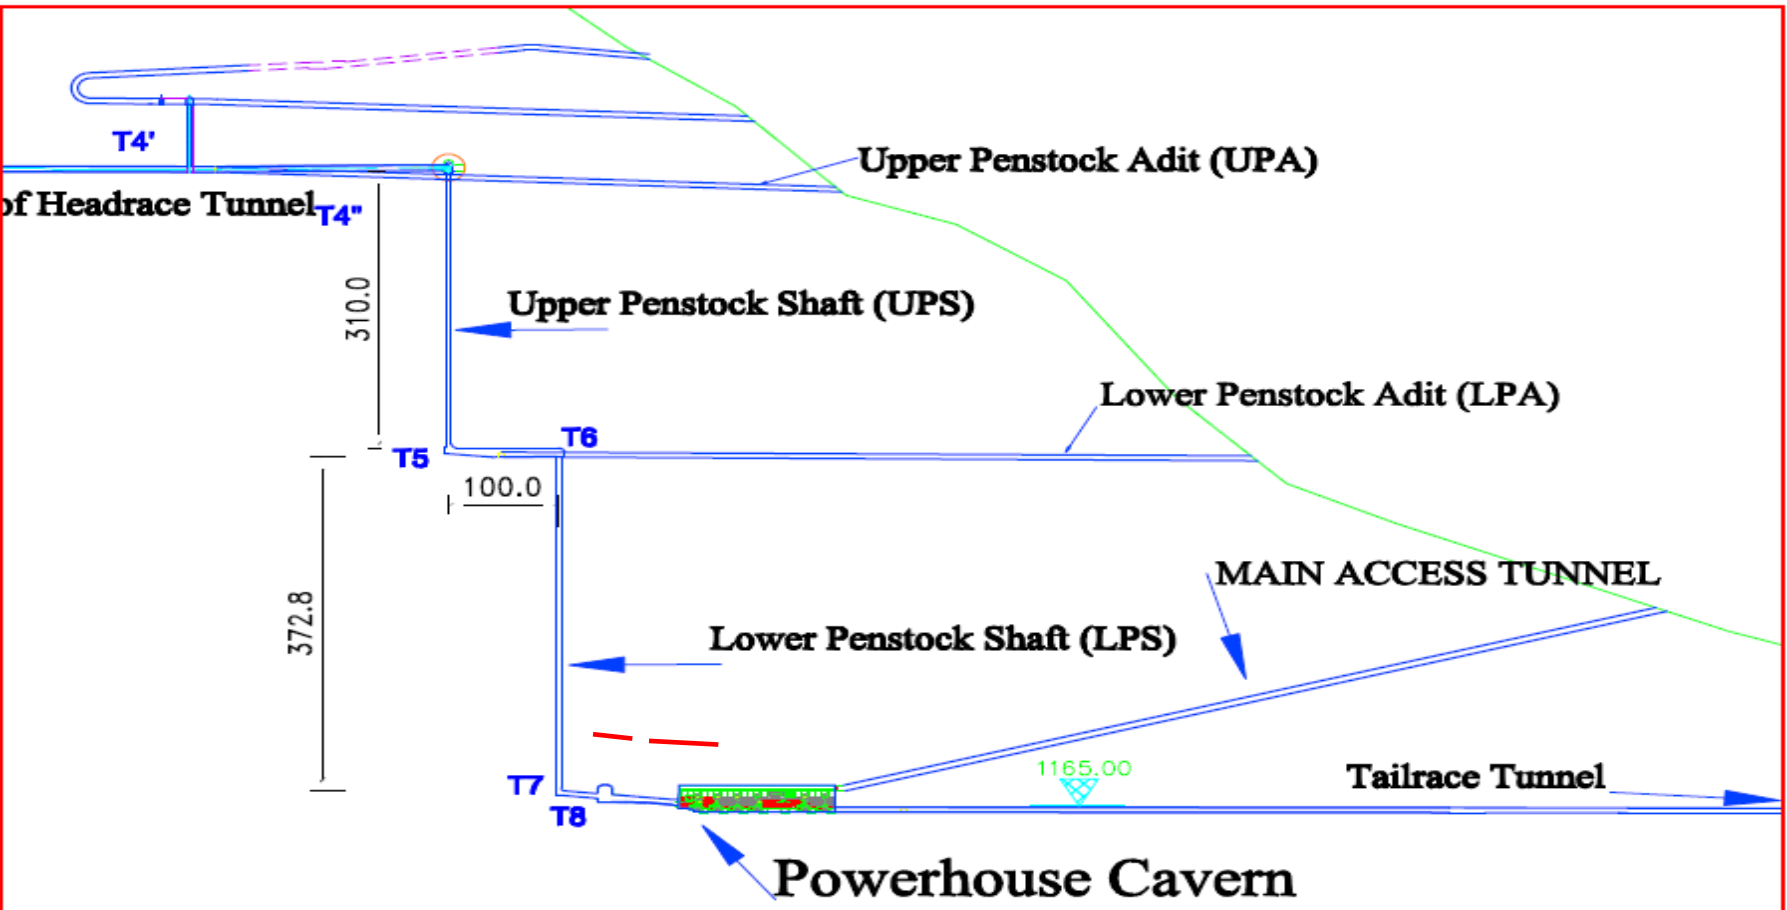 T4'
Upper Penstock Adit (UPA)
of Headrace Tunnel
T4"
310.0
Upper Penstock Shaft (UPS)
Lower Penstock Adit (LPA)
T6
T5
100.0
372.8
MAIN ACCESS TUNNEL
Lower Penstock Shaft (LPS)
1165.00
Tailrace Tunnel
T7
T8
Powerhouse Cavern